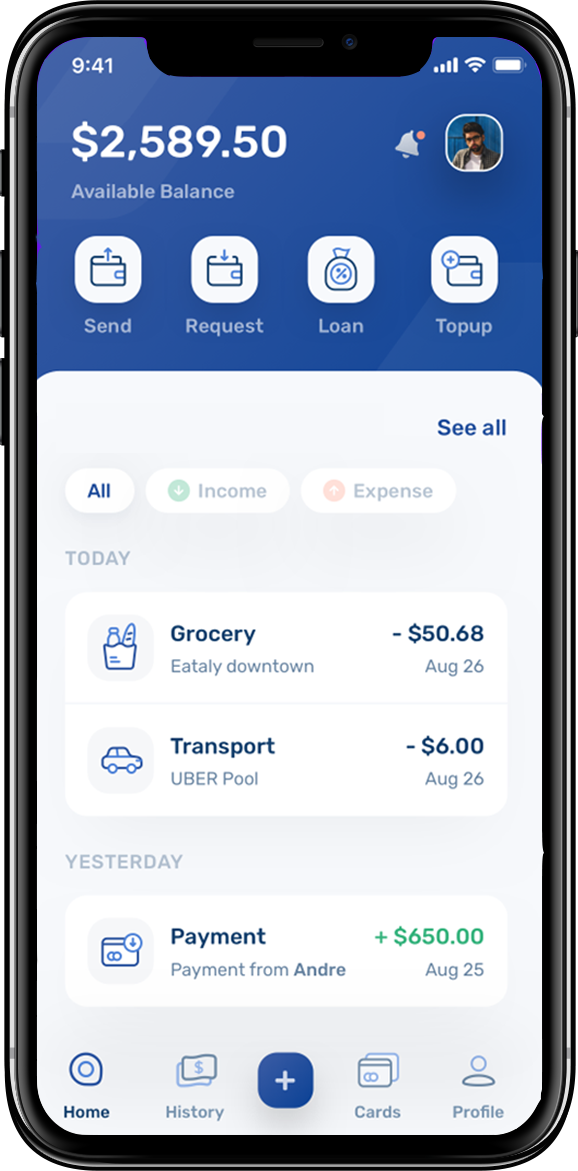 9:41
$2,589.50
Available Balance
Send Request Loan Topup
See all
All Income Expense
TODAY
Grocery - $50.68
Eataly downtown Aug 26
Transport - $6.00
UBER Pool Aug 26
YESTERDAY
Payment + $650.00
Payment from Andre Aug 25
Home History + Cards Profile